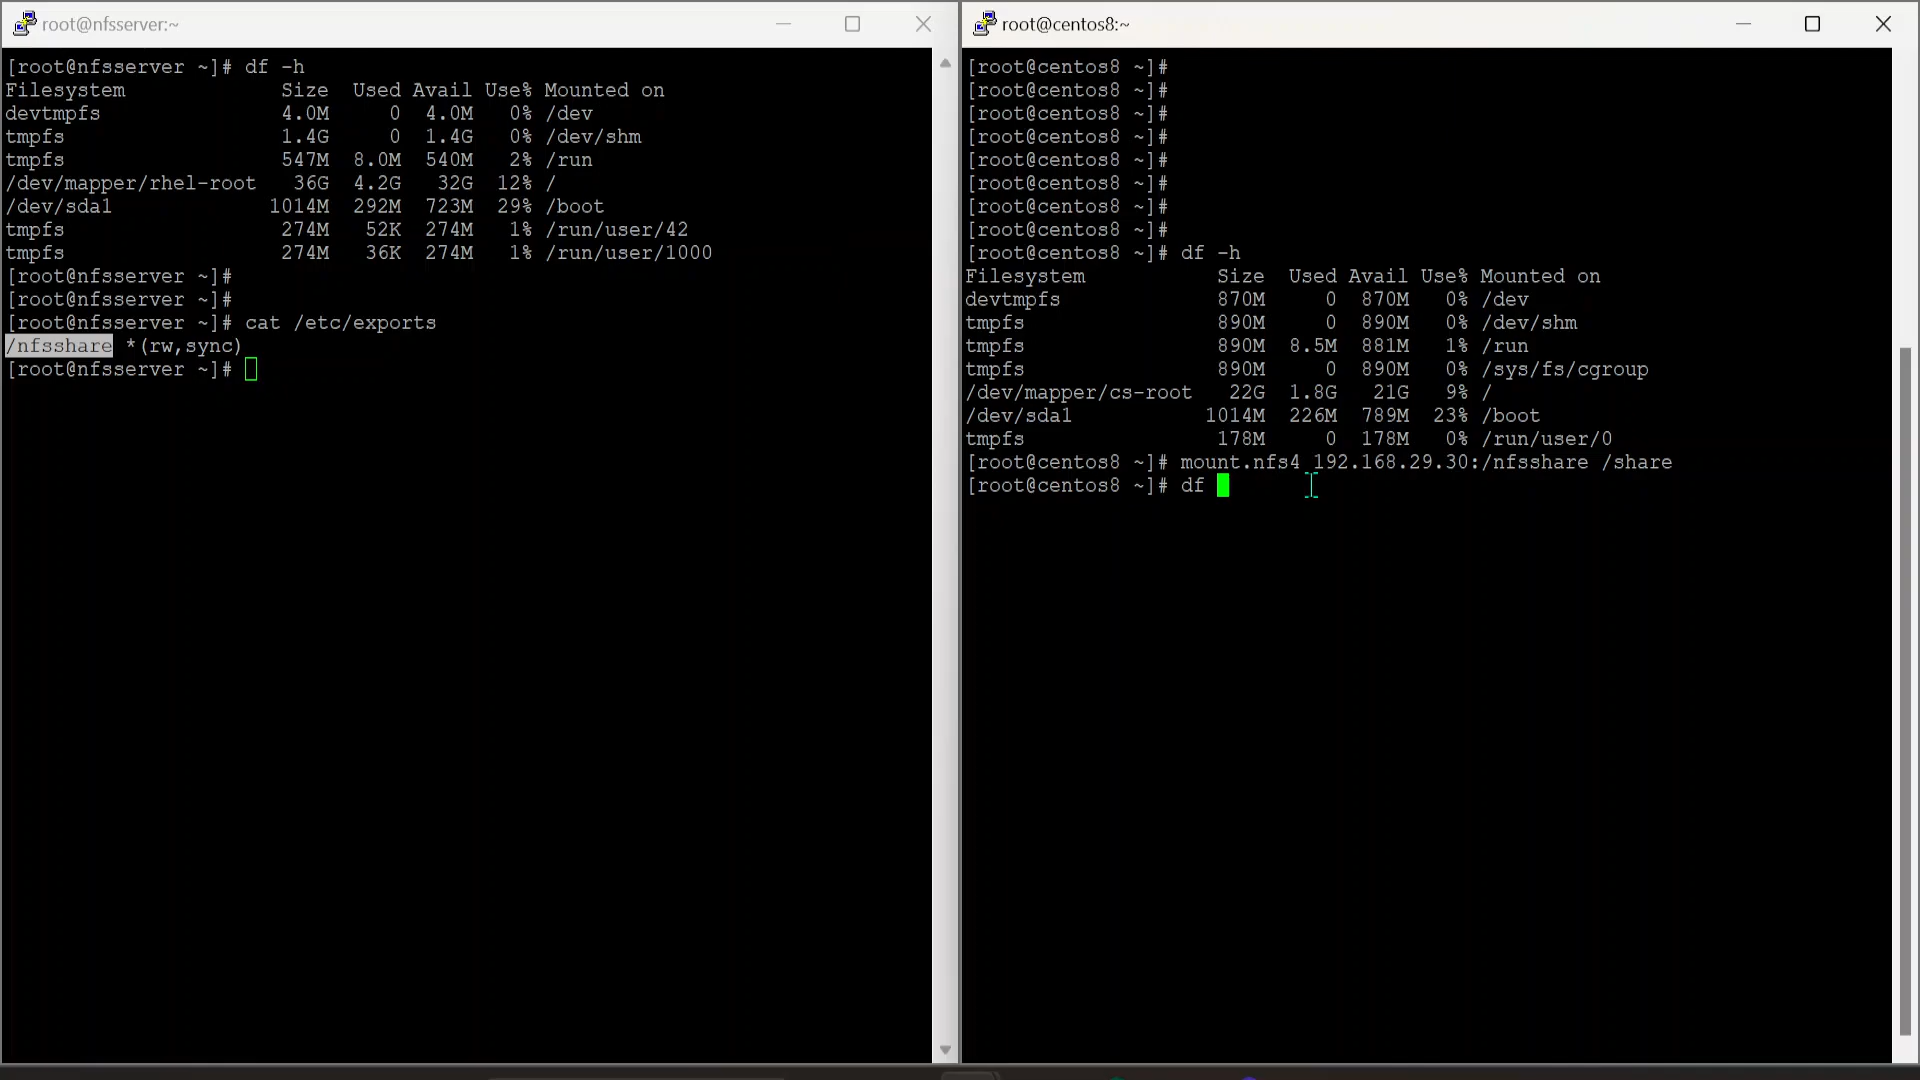 root@nfsserver:~
[root@nfsserver ~]# df -h
Filesystem             Size  Used Avail Use% Mounted on
devtmpfs               4.0M     0  4.0M   0% /dev
tmpfs                  1.4G     0  1.4G   0% /dev/shm
tmpfs                  547M  8.0M  540M   2% /run
/dev/mapper/rhel-root   36G  4.2G   32G  12% /
/dev/sda1             1014M  292M  723M  29% /boot
tmpfs                  274M   52K  274M   1% /run/user/42
tmpfs                  274M   36K  274M   1% /run/user/1000
[root@nfsserver ~]#
[root@nfsserver ~]#
[root@nfsserver ~]# cat /etc/exports
/nfsshare *(rw,sync)
[root@nfsserver ~]#
root@centos8:~
[root@centos8 ~]#
[root@centos8 ~]#
[root@centos8 ~]#
[root@centos8 ~]#
[root@centos8 ~]#
[root@centos8 ~]#
[root@centos8 ~]#
[root@centos8 ~]#
[root@centos8 ~]# df -h
Filesystem           Size  Used Avail Use% Mounted on
devtmpfs             870M     0  870M   0% /dev
tmpfs                890M     0  890M   0% /dev/shm
tmpfs                890M  8.5M  881M   1% /run
tmpfs                890M     0  890M   0% /sys/fs/cgroup
/dev/mapper/cs-root   22G  1.8G   21G   9% /
/dev/sda1           1014M  226M  789M  23% /boot
tmpfs                178M     0  178M   0% /run/user/0
[root@centos8 ~]# mount.nfs4 192.168.29.30:/nfsshare /share
[root@centos8 ~]# df